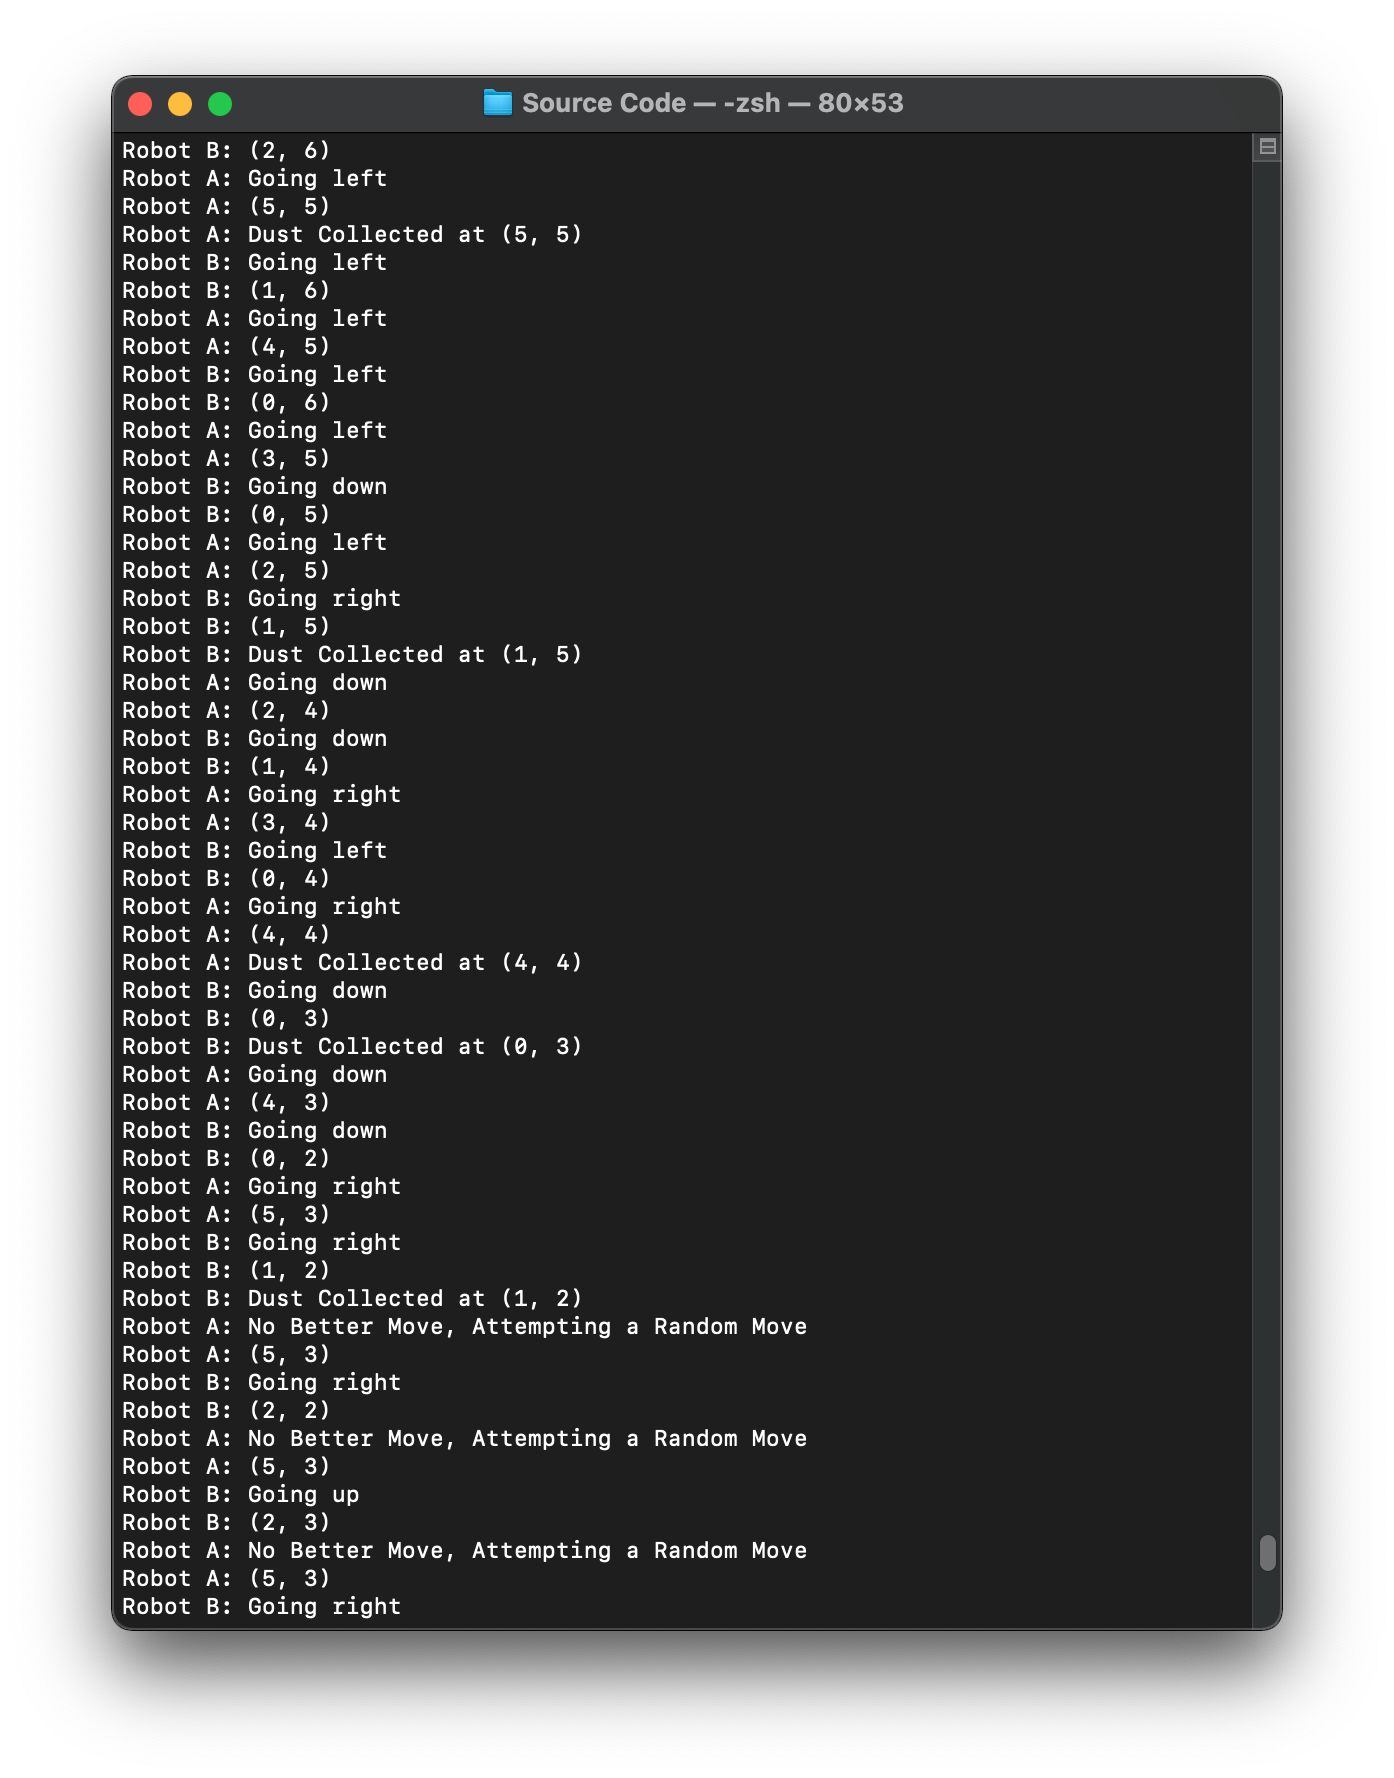 Source Code — -zsh — 80×53
Robot B: (2, 6)
Robot A: Going left
Robot A: (5, 5)
Robot A: Dust Collected at (5, 5)
Robot B: Going left
Robot B: (1, 6)
Robot A: Going left
Robot A: (4, 5)
Robot B: Going left
Robot B: (0, 6)
Robot A: Going left
Robot A: (3, 5)
Robot B: Going down
Robot B: (0, 5)
Robot A: Going left
Robot A: (2, 5)
Robot B: Going right
Robot B: (1, 5)
Robot B: Dust Collected at (1, 5)
Robot A: Going down
Robot A: (2, 4)
Robot B: Going down
Robot B: (1, 4)
Robot A: Going right
Robot A: (3, 4)
Robot B: Going left
Robot B: (0, 4)
Robot A: Going right
Robot A: (4, 4)
Robot A: Dust Collected at (4, 4)
Robot B: Going down
Robot B: (0, 3)
Robot B: Dust Collected at (0, 3)
Robot A: Going down
Robot A: (4, 3)
Robot B: Going down
Robot B: (0, 2)
Robot A: Going right
Robot A: (5, 3)
Robot B: Going right
Robot B: (1, 2)
Robot B: Dust Collected at (1, 2)
Robot A: No Better Move, Attempting a Random Move
Robot A: (5, 3)
Robot B: Going right
Robot B: (2, 2)
Robot A: No Better Move, Attempting a Random Move
Robot A: (5, 3)
Robot B: Going up
Robot B: (2, 3)
Robot A: No Better Move, Attempting a Random Move
Robot A: (5, 3)
Robot B: Going right